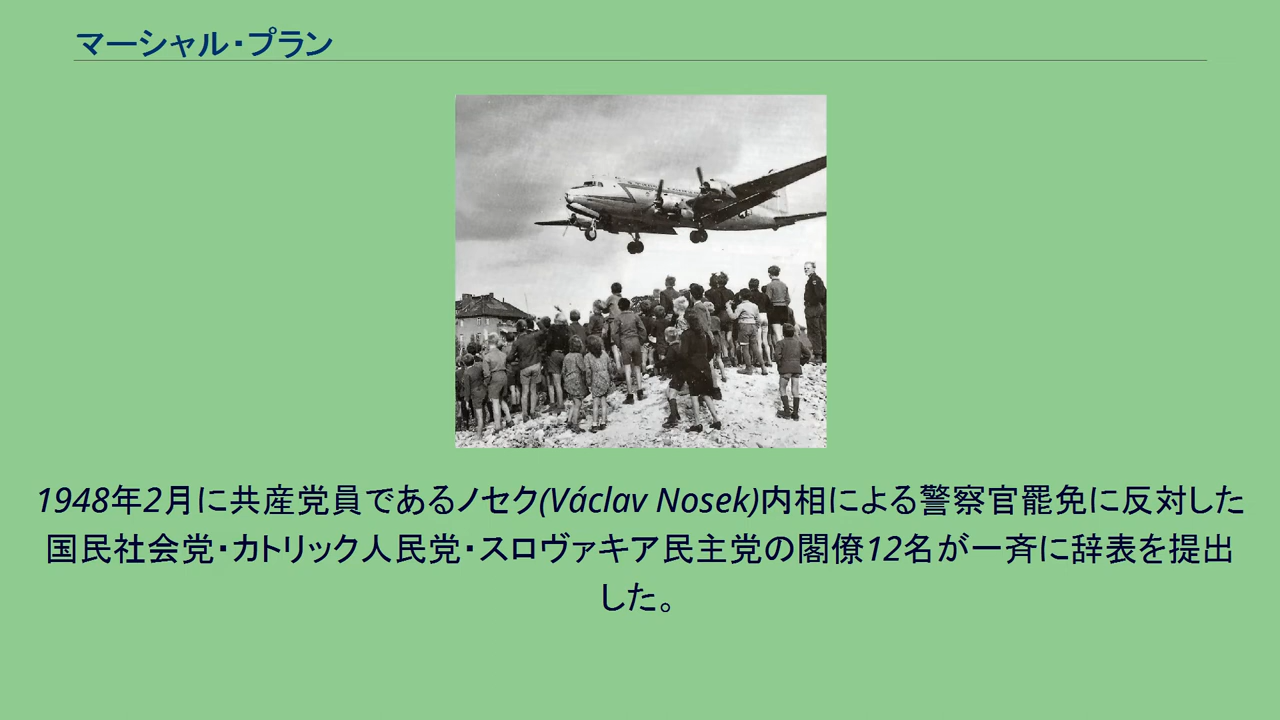 マーシャル・プラン
1948年2月に共産党員であるノセク(Václav Nosek)内相による警察官罷免に反対した
国民社会党・カトリック人民党・スロヴァキア民主党の閣僚12名が一斉に辞表を提出
した。